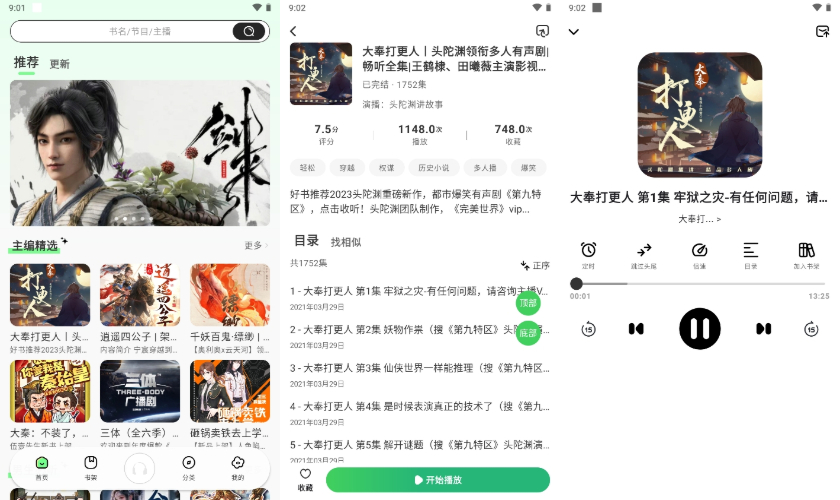 9:01
书名/节目/主播
推荐 更新
剑来
主编精选
更多
大奉打更人丨头...
好书推荐2023头陀渊...
逍遥四公子 | 架...
内容简介 宁宸穿越到...
千妖百鬼·缥缈 | ...
【奥利奥x云天河】领...
大秦：不装了，...
三体（全六季）...
砸锅卖铁去上学...
首页
书架
分类
我的
9:02
大奉打更人丨头陀渊领衔多人有声剧|
畅听全集|王鹤棣、田曦薇主演影视...
已完结 · 1752集
演播：头陀渊讲故事
7.5分
评分
1148.0次
播放
748.0次
收藏
轻松 穿越 权谋 历史小说 多人播 爆笑
好书推荐2023头陀渊重磅新作，都市爆笑有声剧《第九特
区》，点击收听！头陀渊团队制作，《完美世界》vip...
目录 找相似
共1752集
正序
1 - 大奉打更人 第1集 牢狱之灾-有任何问题，请咨询主播V...
2021年03月29日
顶部
2 - 大奉打更人 第2集 妖物作祟（搜《第九特区》头陀渊...
2021年03月29日
底部
3 - 大奉打更人 第3集 仙侠世界一样能推理（搜《第九特区...
2021年03月29日
4 - 大奉打更人 第4集 是时候表演真正的技术了（搜《第九...
2021年03月29日
5 - 大奉打更人 第5集 解开谜题（搜《第九特区》头陀渊演...
2021年03月29日
收藏
开始播放
9:02
大奉
打更人
大奉打更人 第1集 牢狱之灾-有任何问题，请...
大奉打... >
定时
跳过头尾
倍速
目录
加入书架
00:01
13:25
15
15